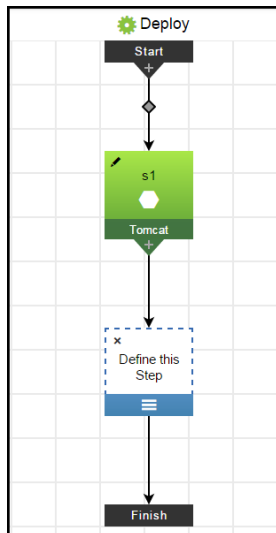 Deploy
Start
s1
Tomcat
Define this
Step
Finish